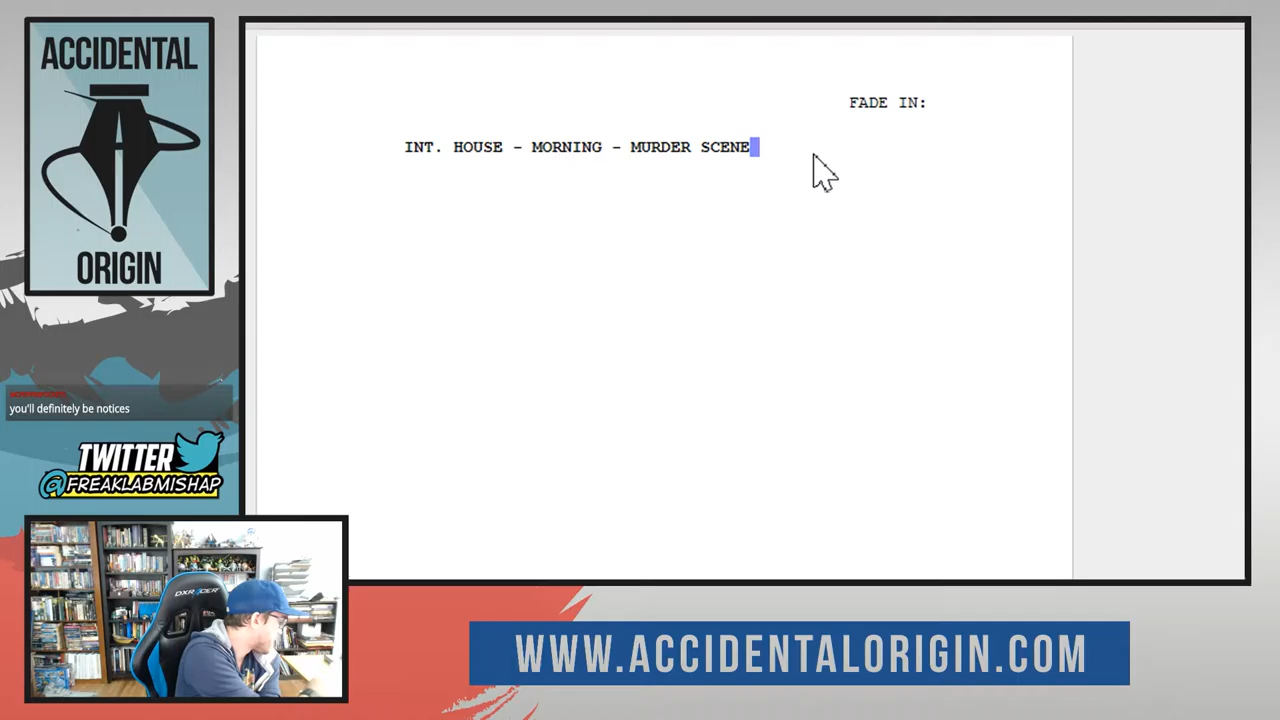 ACCIDENTAL
ORIGIN
FADE IN:
INT. HOUSE - MORNING - MURDER SCENE
you'll definitely be notices
TWITTER
@FREAKLABMISHAP
DXRACER
WWW.ACCIDENTALORIGIN.COM